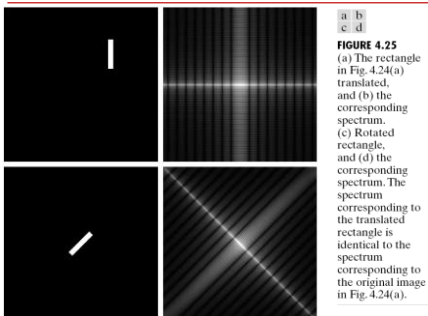 a b
c d
FIGURE 4.25
(a) The rectangle
in Fig. 4.24(a)
translated,
and (b) the
corresponding
spectrum.
(c) Rotated
rectangle,
and (d) the
corresponding
spectrum. The
spectrum
corresponding to
the translated
rectangle is
identical to the
spectrum
corresponding to
the original image
in Fig. 4.24(a).